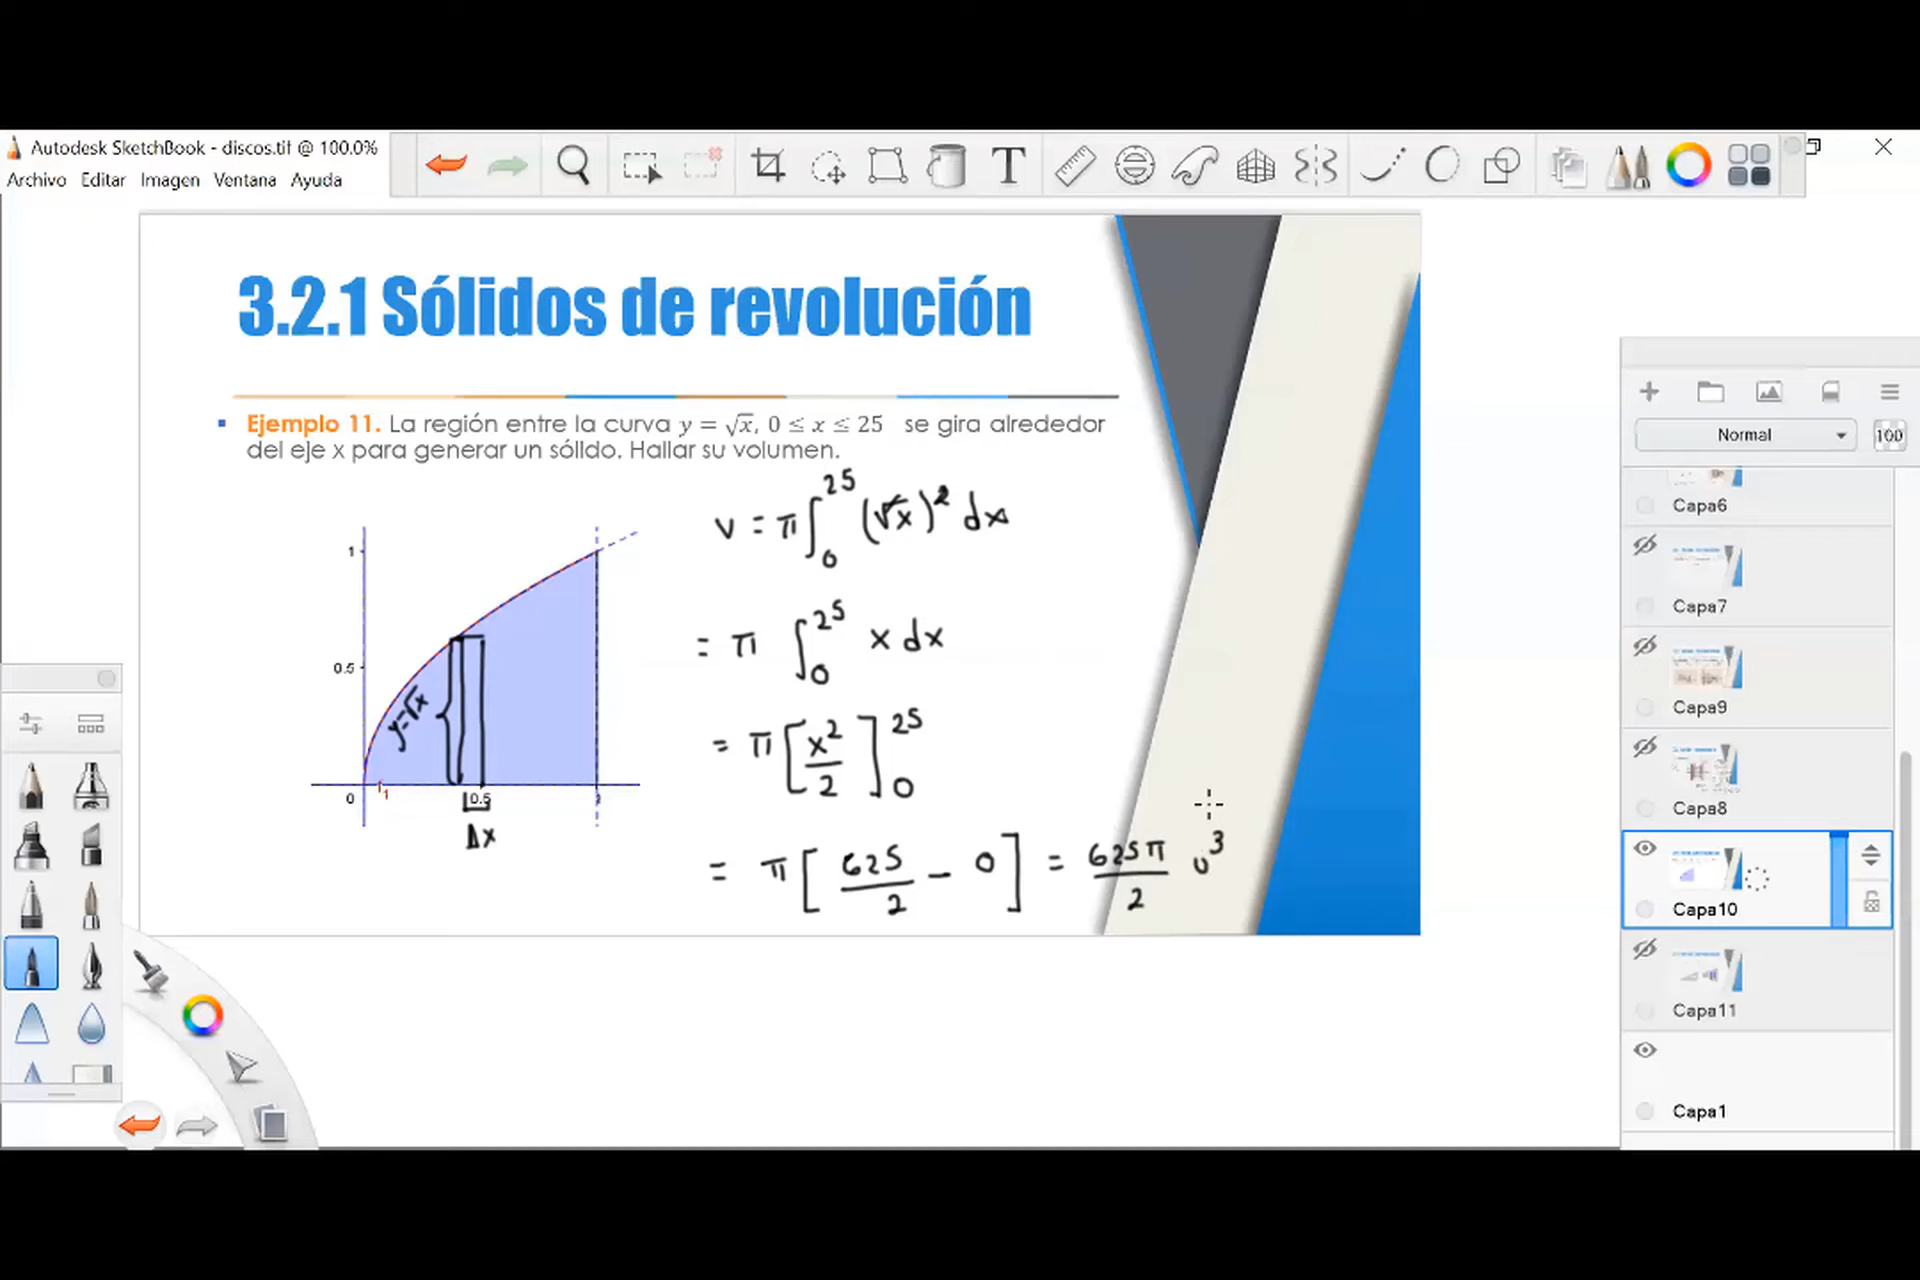 Autodesk SketchBook - discos.tif @ 100.0%
Archivo Editar Imagen Ventana Ayuda
T
3.2.1 Sólidos de revolución
Ejemplo 11. La región entre la curva y = √x, 0 ≤ x ≤ 25 se gira alrededor
del eje x para generar un sólido. Hallar su volumen.
V = π∫₀²⁵ (√x)² dx
= π ∫₀²⁵ x dx
= π [x²/2]₀²⁵
= π [625/2 - 0] = 625π/2 u³
1
0.5
y=√x
0
0.5
Δx
Normal 100
Capa6
Capa7
Capa9
Capa8
Capa10
Capa11
Capa1